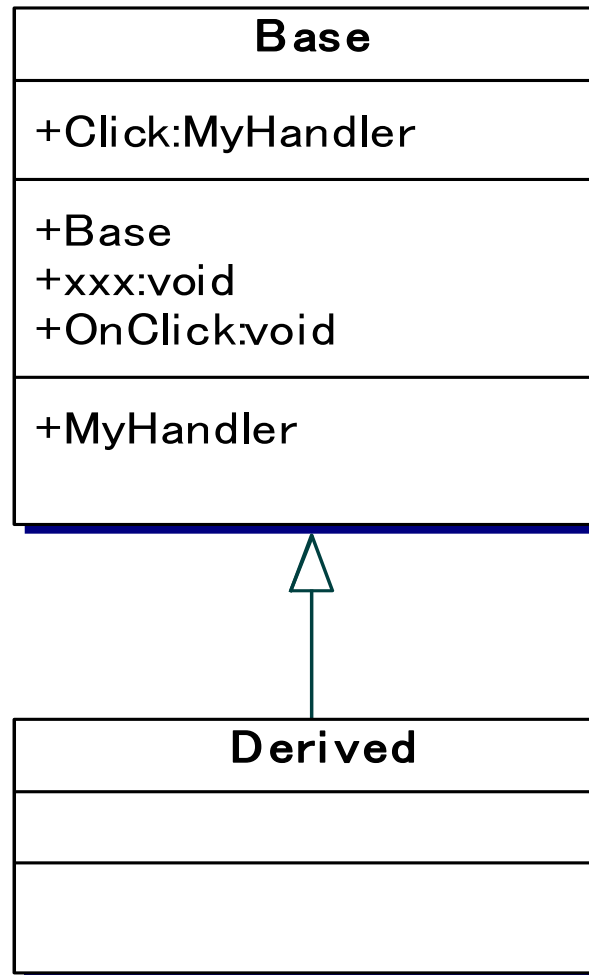 Base
+Click:MyHandler
+Base
+xxx:void
+OnClick:void
+MyHandler
Derived